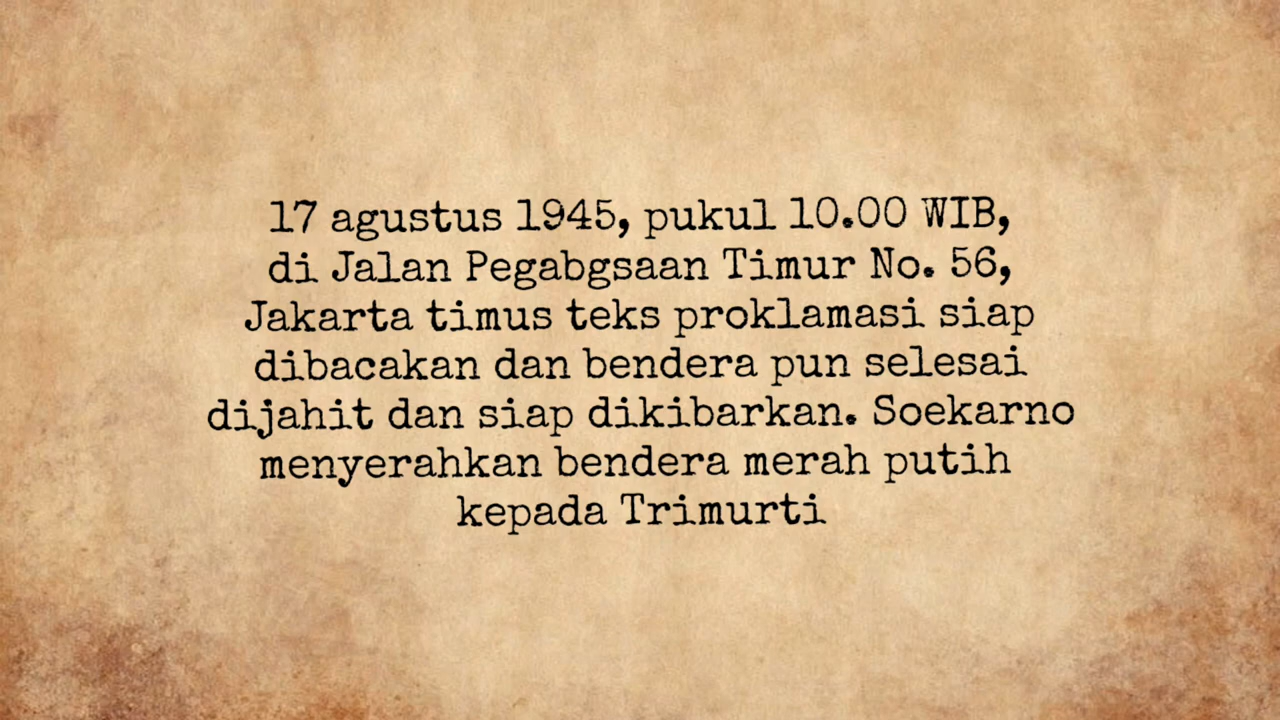 17 agustus 1945, pukul 10.00 WIB,
di Jalan Pegabgsaan Timur No. 56,
Jakarta timus teks proklamasi siap
dibacakan dan bendera pun selesai
dijahit dan siap dikibarkan. Soekarno
menyerahkan bendera merah putih
kepada Trimurti